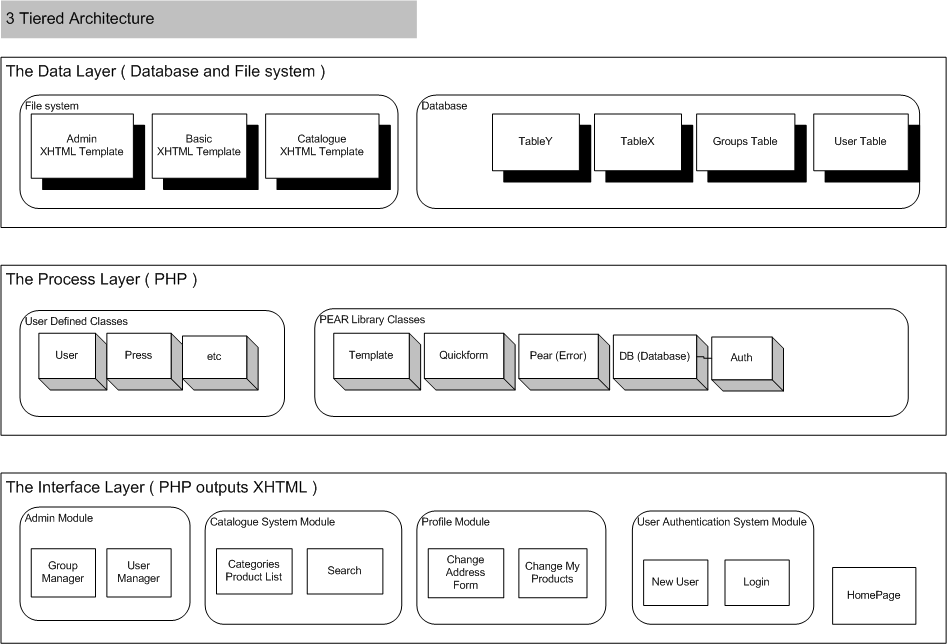 3 Tiered Architecture
The Data Layer ( Database and File system )
File system
Admin
XHTML Template
Basic
XHTML Template
Catalogue
XHTML Template
Database
TableY
TableX
Groups Table
User Table
The Process Layer ( PHP )
User Defined Classes
User
Press
etc
PEAR Library Classes
Template
Quickform
Pear (Error)
DB (Database)
Auth
The Interface Layer ( PHP outputs XHTML )
Admin Module
Group
Manager
User
Manager
Catalogue System Module
Categories
Product List
Search
Profile Module
Change
Address
Form
Change My
Products
User Authentication System Module
New User
Login
HomePage